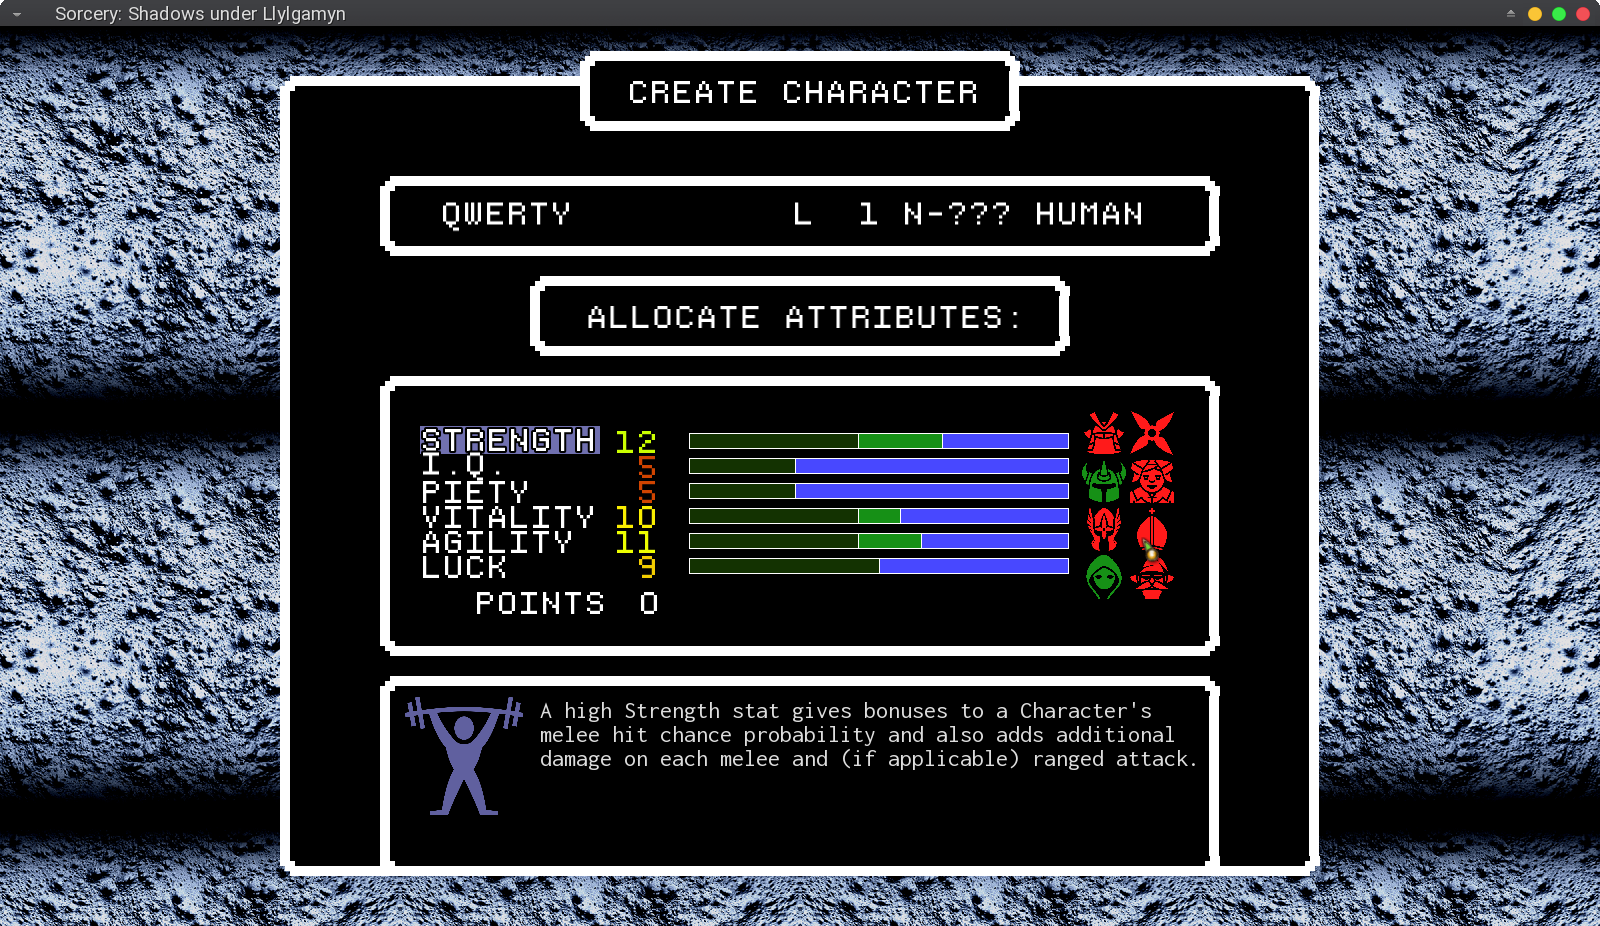 Sorcery: Shadows under Llylgamyn
CREATE CHARACTER
QWERTY L 1 N-??? HUMAN
ALLOCATE ATTRIBUTES:
STRENGTH 12
I.Q. 5
PIETY 5
VITALITY 10
AGILITY 11
LUCK 9
POINTS 0
A high Strength stat gives bonuses to a Character's
melee hit chance probability and also adds additional
damage on each melee and (if applicable) ranged attack.